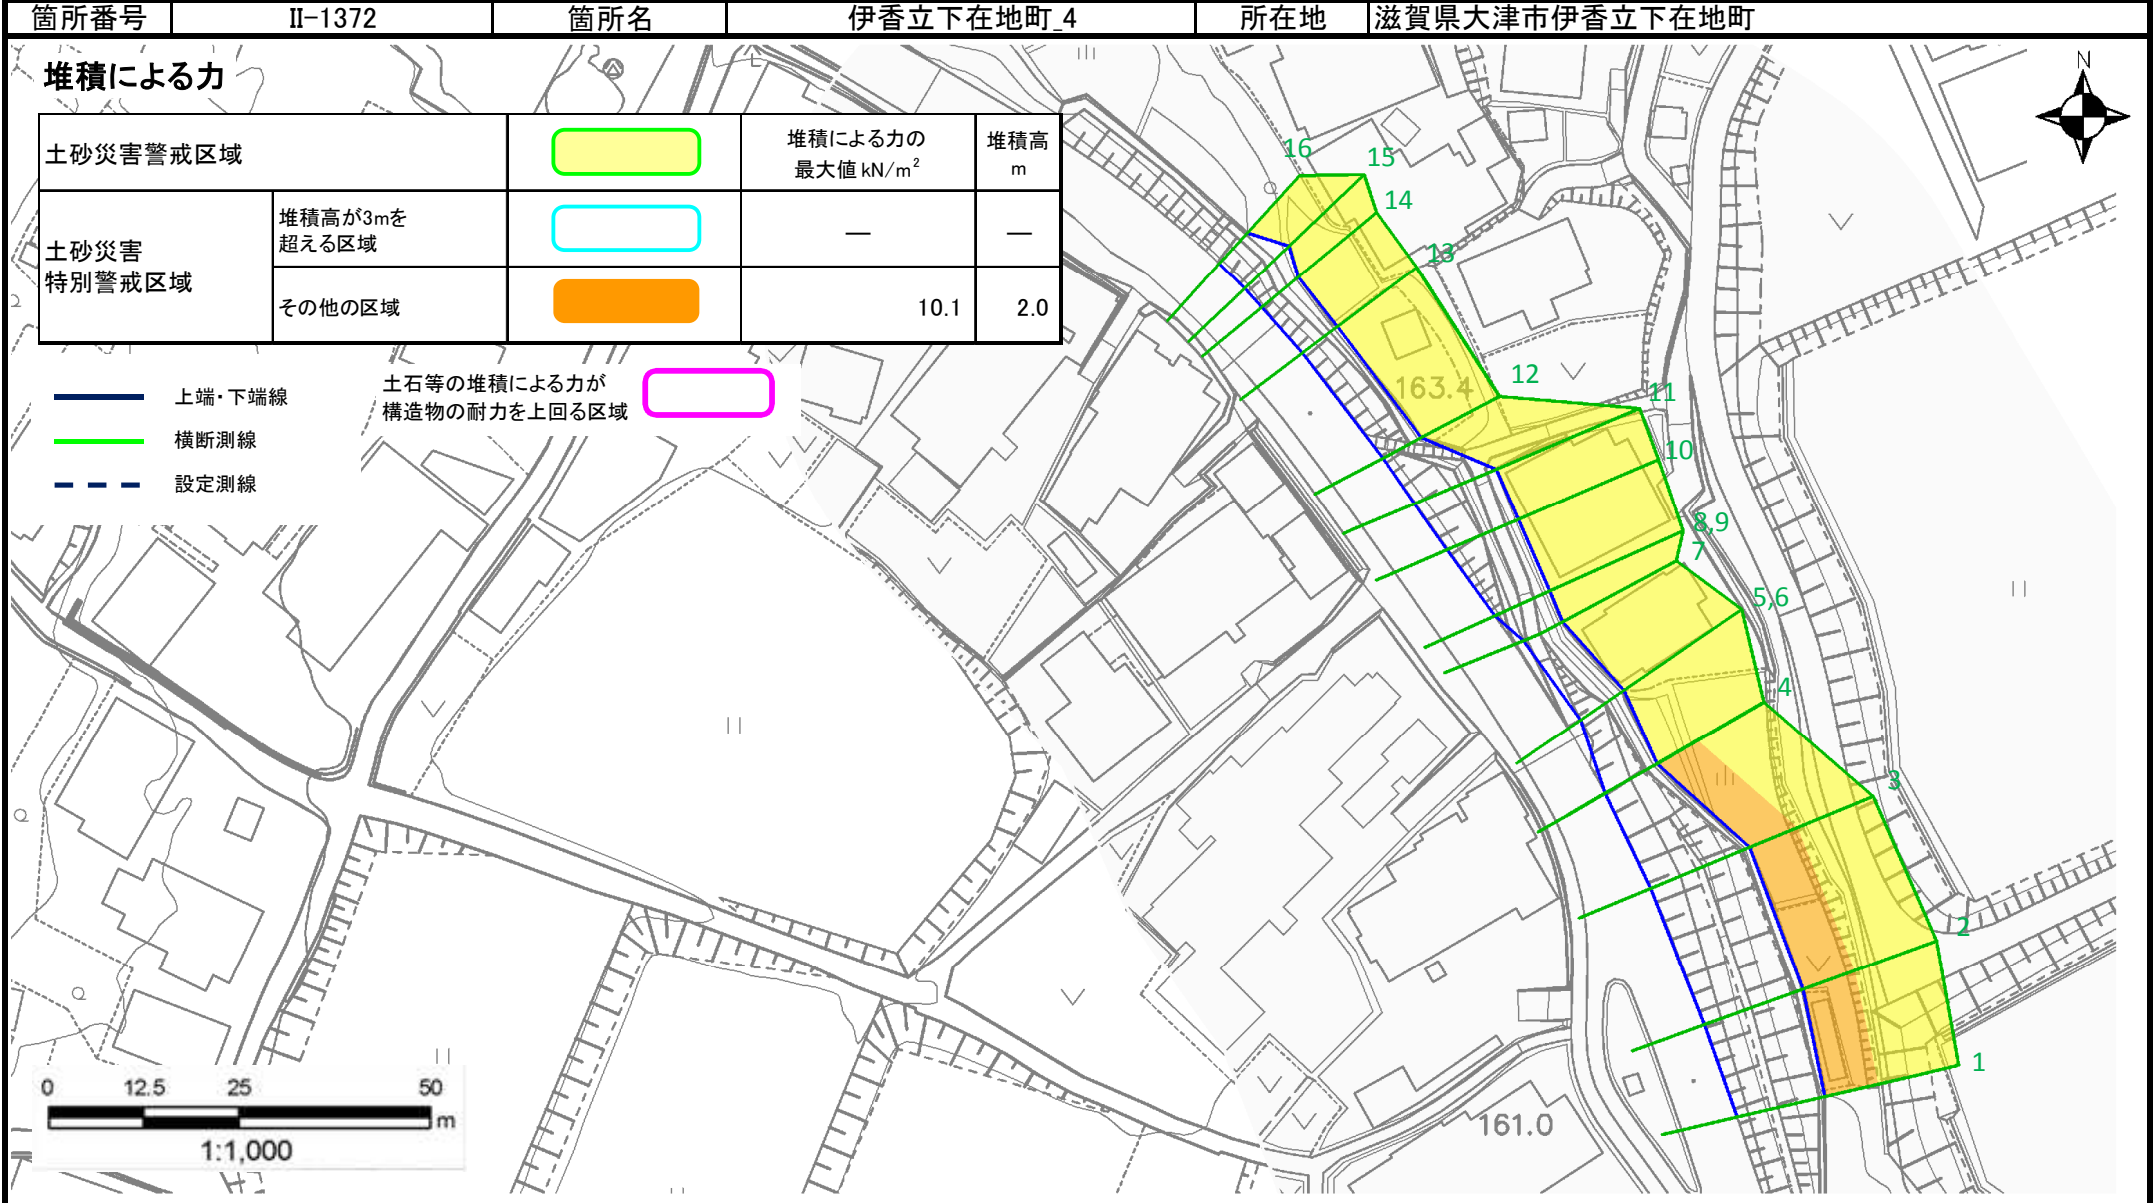 箇所番号 II-1372 箇所名 伊香立下在地町_4 所在地 滋賀県大津市伊香立下在地町
堆積による力
N
土砂災害警戒区域
堆積による力の
最大値 kN/m²
堆積高
m
土砂災害
特別警戒区域
堆積高が3mを
超える区域
― ―
その他の区域
10.1 2.0
上端・下端線
横断測線
設定測線
土石等の堆積による力が
構造物の耐力を上回る区域
16
15
14
13
12
11
10
8,9
7
5,6
4
3
2
1
163.4
161.0
0 12.5 25 50
m
1:1,000